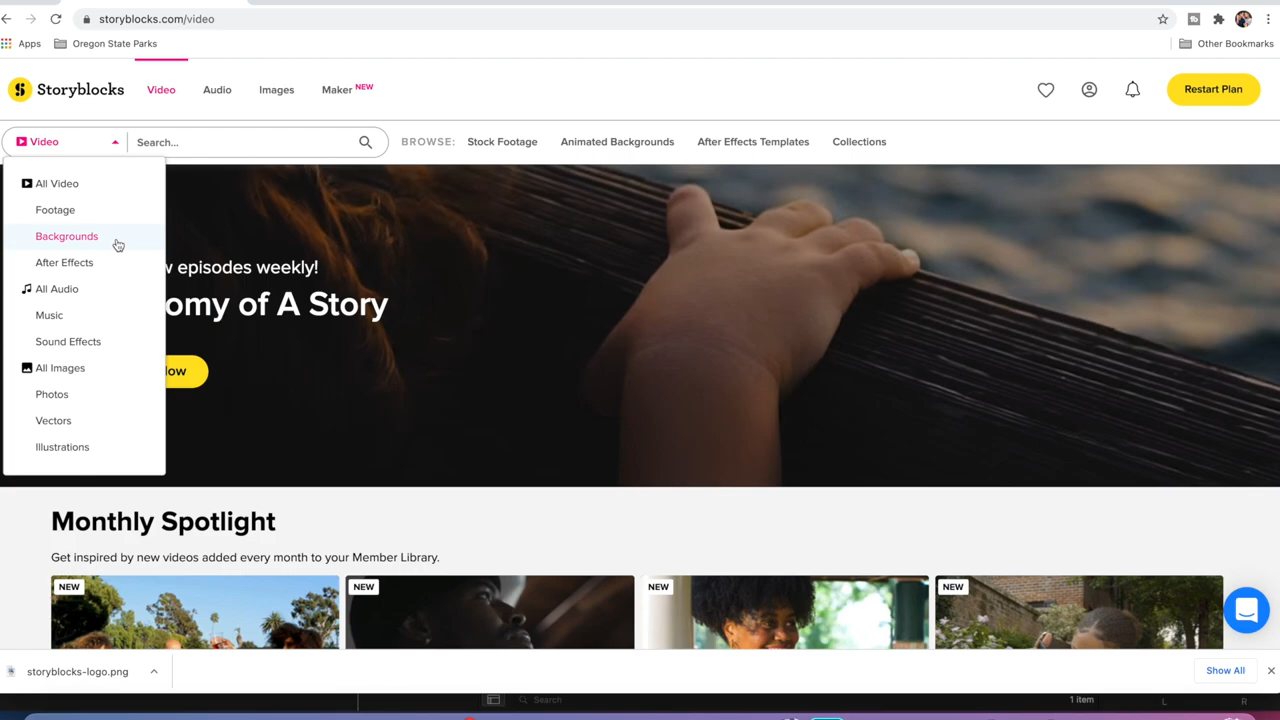 storyblocks.com/video
Apps Oregon State Parks Other Bookmarks
Storyblocks Video Audio Images Maker NEW Restart Plan
Video Search... BROWSE: Stock Footage Animated Backgrounds After Effects Templates Collections
All Video
Footage
Backgrounds
After Effects
All Audio
Music
Sound Effects
All Images
Photos
Vectors
Illustrations
episodes weekly!
of A Story
Monthly Spotlight
Get inspired by new videos added every month to your Member Library.
NEW NEW NEW NEW
storyblocks-logo.png Show All
Search 1 item L R